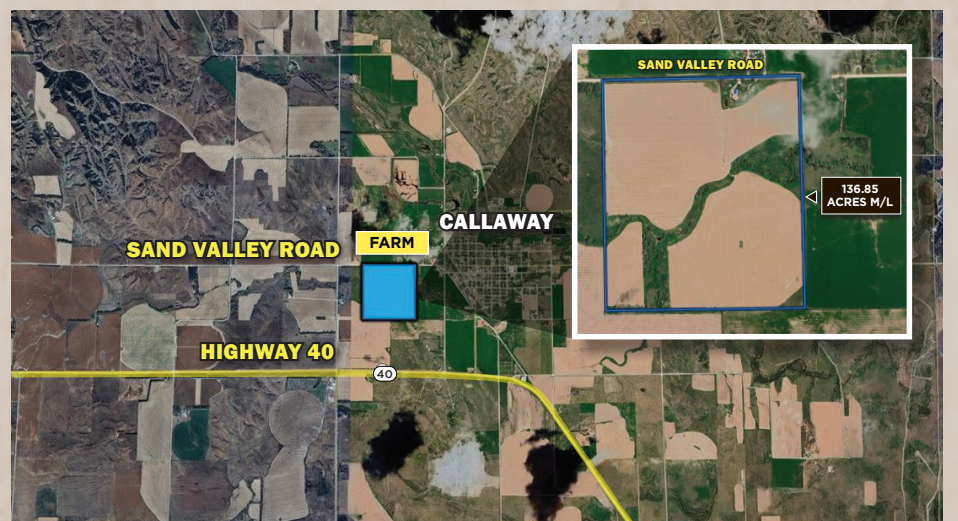 SAND VALLEY ROAD
136.85
ACRES M/L
CALLAWAY
FARM
SAND VALLEY ROAD
HIGHWAY 40
40